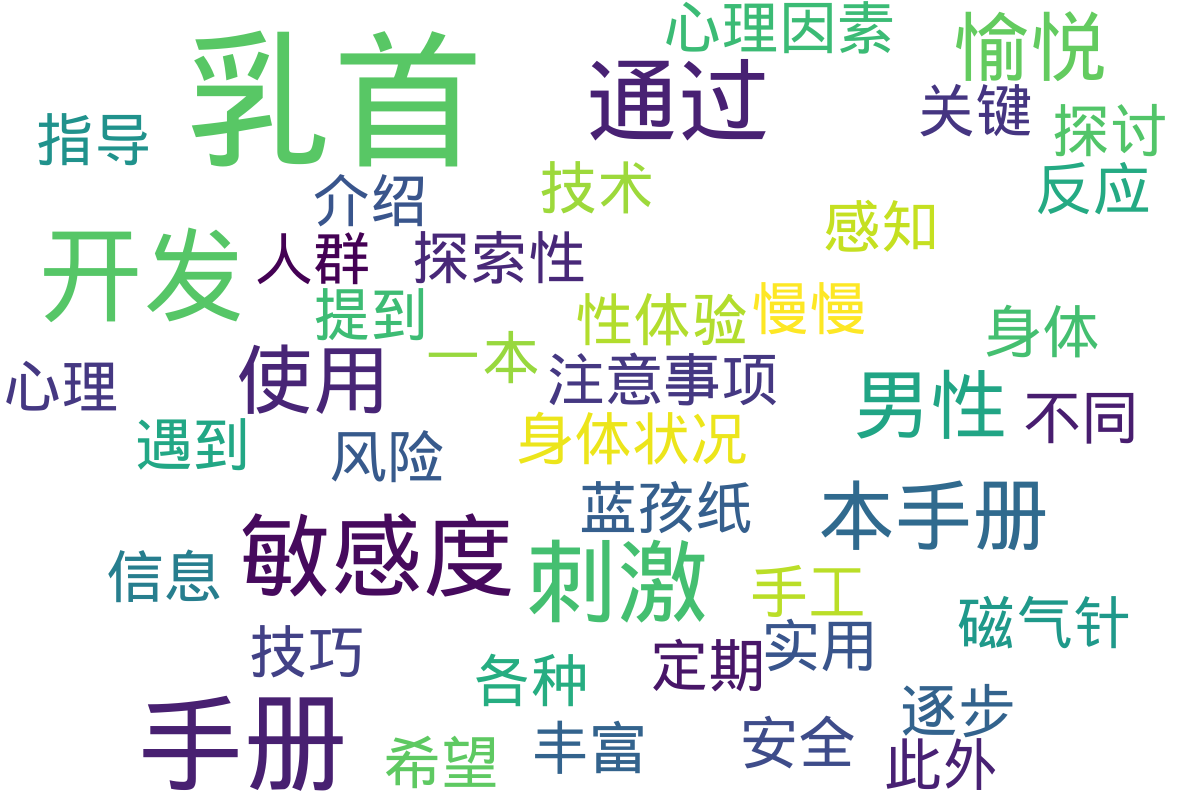 心理因素
愉悦
乳首
通过
关键
探讨
指导
技术
反应
介绍
感知
开发
人群
探索性
提到
性体验
慢慢
身体
一本
心理
使用
注意事项
男性
不同
遇到
风险
身体状况
蓝孩纸
本手册
敏感度
刺激
信息
手工
磁气针
技巧
实用
定期
各种
逐步
手册
希望
丰富
安全
此外